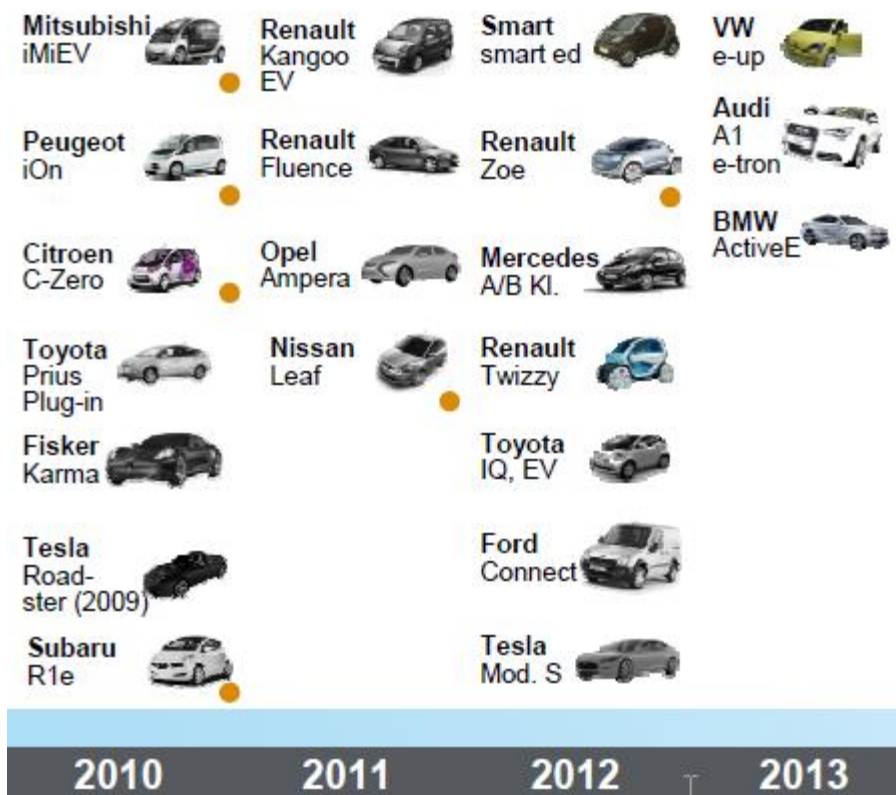 Mitsubishi
iMiEV
Peugeot
iOn
Citroen
C-Zero
Toyota
Prius
Plug-in
Fisker
Karma
Tesla
Road-
ster (2009)
Subaru
R1e
Renault
Kangoo
EV
Renault
Fluence
Opel
Ampera
Nissan
Leaf
Smart
smart ed
Renault
Zoe
Mercedes
A/B Kl.
Renault
Twizzy
Toyota
IQ, EV
Ford
Connect
Tesla
Mod. S
VW
e-up
Audi
A1
e-tron
BMW
ActiveE
2010
2011
2012
2013